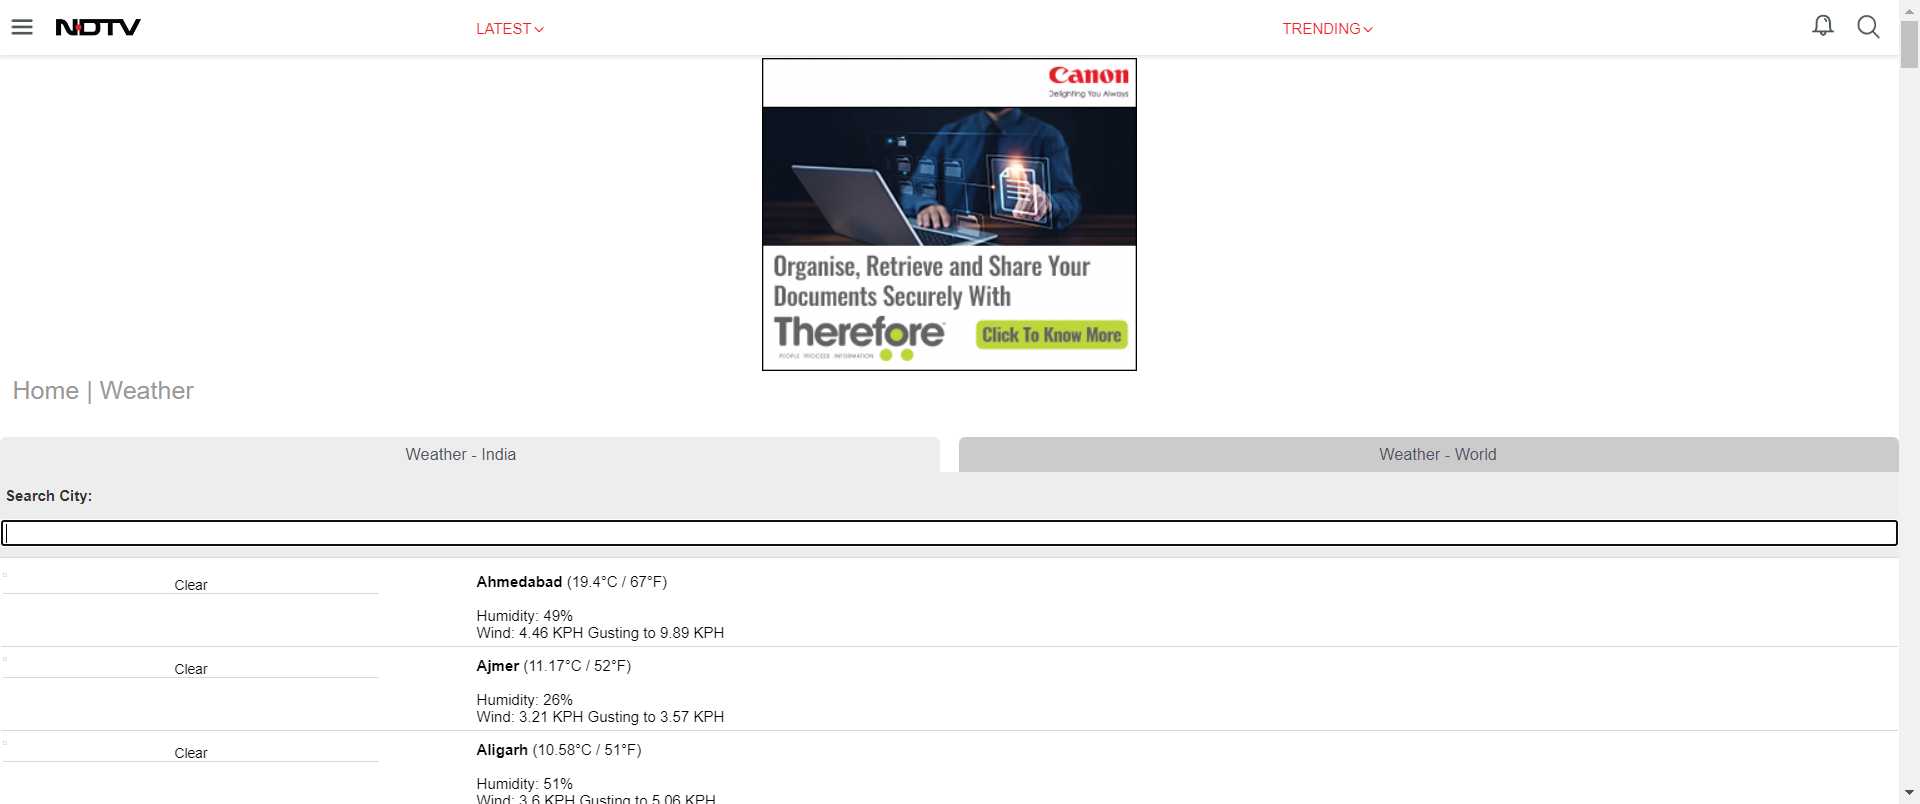 NDTV
LATEST
TRENDING
Canon
Delighting You Always
Organise, Retrieve and Share Your
Documents Securely With
Therefore
PEOPLE PROCESS INFORMATION
Click To Know More
Home | Weather
Weather - India
Weather - World
Search City:
Clear
Ahmedabad (19.4°C / 67°F)
Humidity: 49%
Wind: 4.46 KPH Gusting to 9.89 KPH
Clear
Ajmer (11.17°C / 52°F)
Humidity: 26%
Wind: 3.21 KPH Gusting to 3.57 KPH
Clear
Aligarh (10.58°C / 51°F)
Humidity: 51%
Wind: 3.6 KPH Gusting to 5.06 KPH